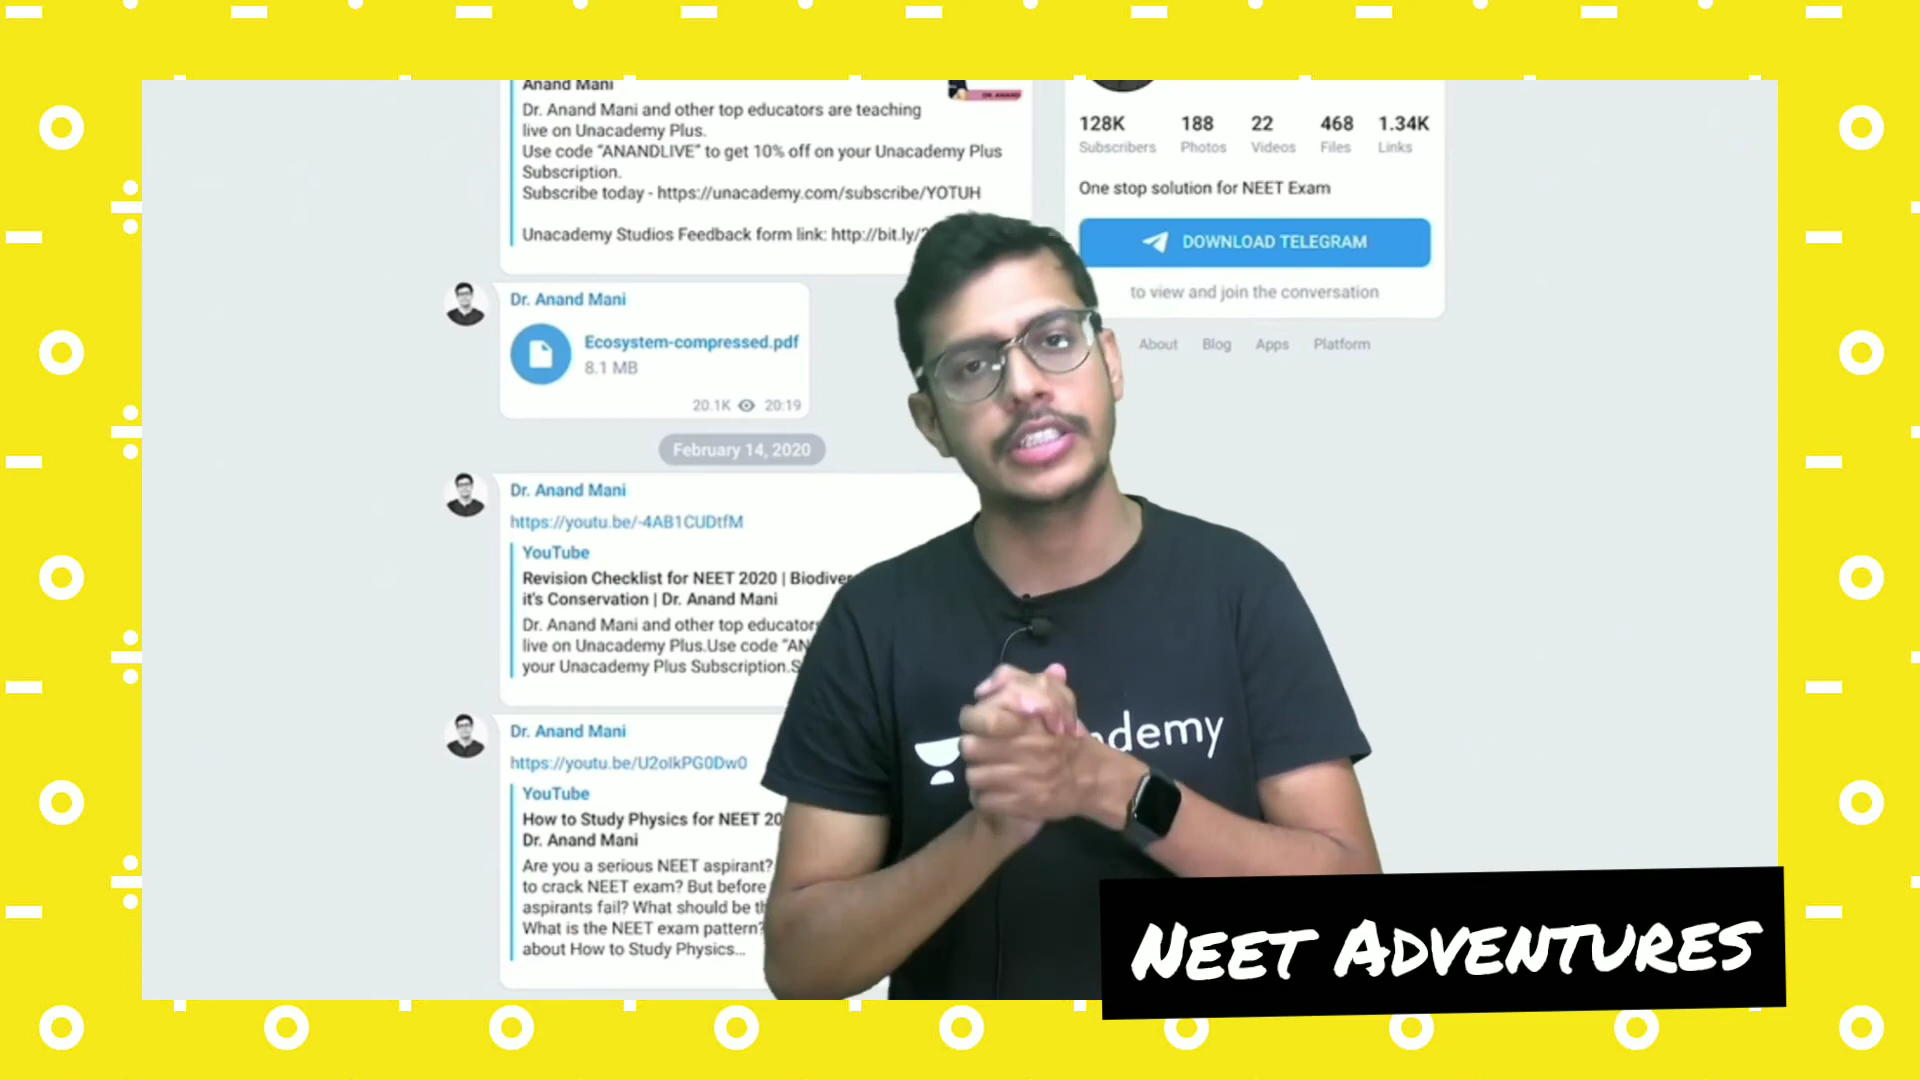 Anand Mani
Dr. Anand Mani and other top educators are teaching
live on Unacademy Plus.
Use code “ANANDLIVE” to get 10% off on your Unacademy Plus
Subscription.
Subscribe today - https://unacademy.com/subscribe/YOTUH
Unacademy Studios Feedback form link: http://bit.ly/
Dr. Anand Mani
Ecosystem-compressed.pdf
8.1 MB
20.1K 20:19
February 14, 2020
Dr. Anand Mani
https://youtu.be/-4AB1CUDtfM
YouTube
Revision Checklist for NEET 2020 | Biodiver
it's Conservation | Dr. Anand Mani
Dr. Anand Mani and other top educators
live on Unacademy Plus.Use code “AN
your Unacademy Plus Subscription.S
Dr. Anand Mani
https://youtu.be/U2oIkPG0Dw0
YouTube
How to Study Physics for NEET 20
Dr. Anand Mani
Are you a serious NEET aspirant?
to crack NEET exam? But before
aspirants fail? What should be th
What is the NEET exam pattern?
about How to Study Physics...
128K 188 22 468 1.34K
Subscribers Photos Videos Files Links
One stop solution for NEET Exam
DOWNLOAD TELEGRAM
to view and join the conversation
About Blog Apps Platform
demy
NEET ADVENTURES